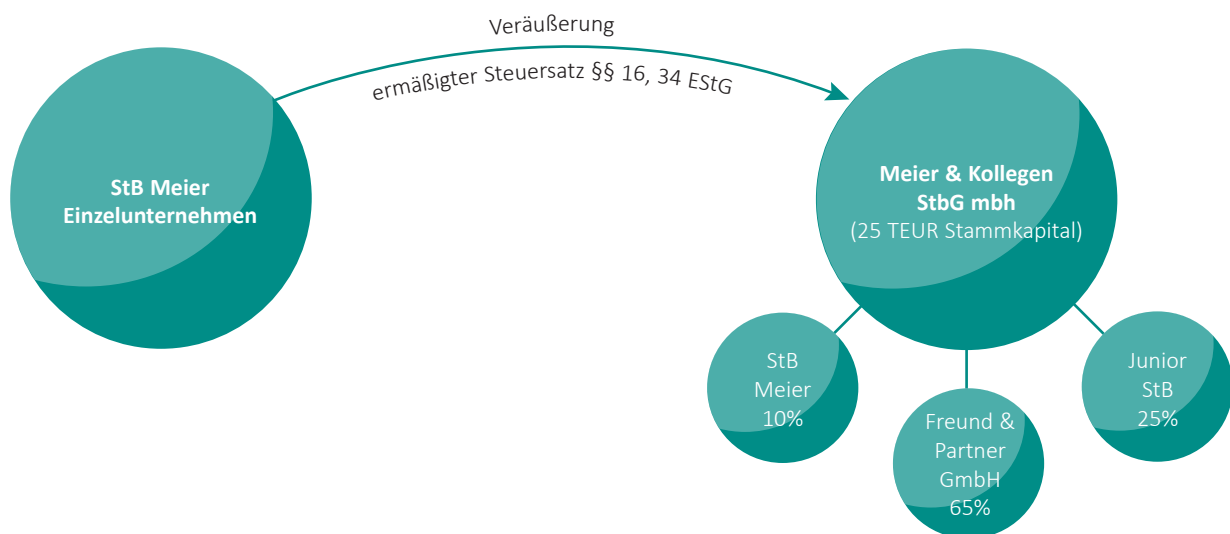 Veräußerung
ermäßigter Steuersatz §§ 16, 34 EStG
StB Meier
Einzelunternehmen
Meier & Kollegen
StbG mbh
(25 TEUR Stammkapital)
StB
Meier
10%
Freund &
Partner
GmbH
65%
Junior
StB
25%